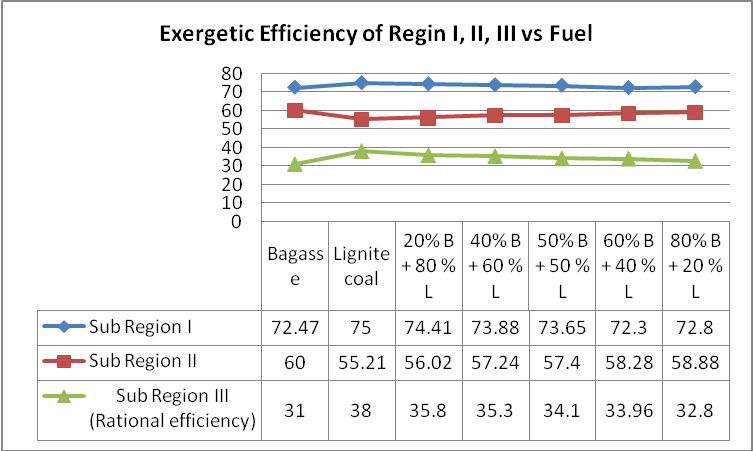 Exergetic Efficiency of Regin I, II, III vs Fuel
80
70
60
50
40
30
20
10
0
Bagass
e
Lignite
coal
20% B
+ 80 %
L
40% B
+ 60 %
L
50% B
+ 50 %
L
60% B
+ 40 %
L
80% B
+ 20 %
L
Sub Region I 72.47 75 74.41 73.88 73.65 72.3 72.8
Sub Region II 60 55.21 56.02 57.24 57.4 58.28 58.88
Sub Region III
(Rational efficiency) 31 38 35.8 35.3 34.1 33.96 32.8